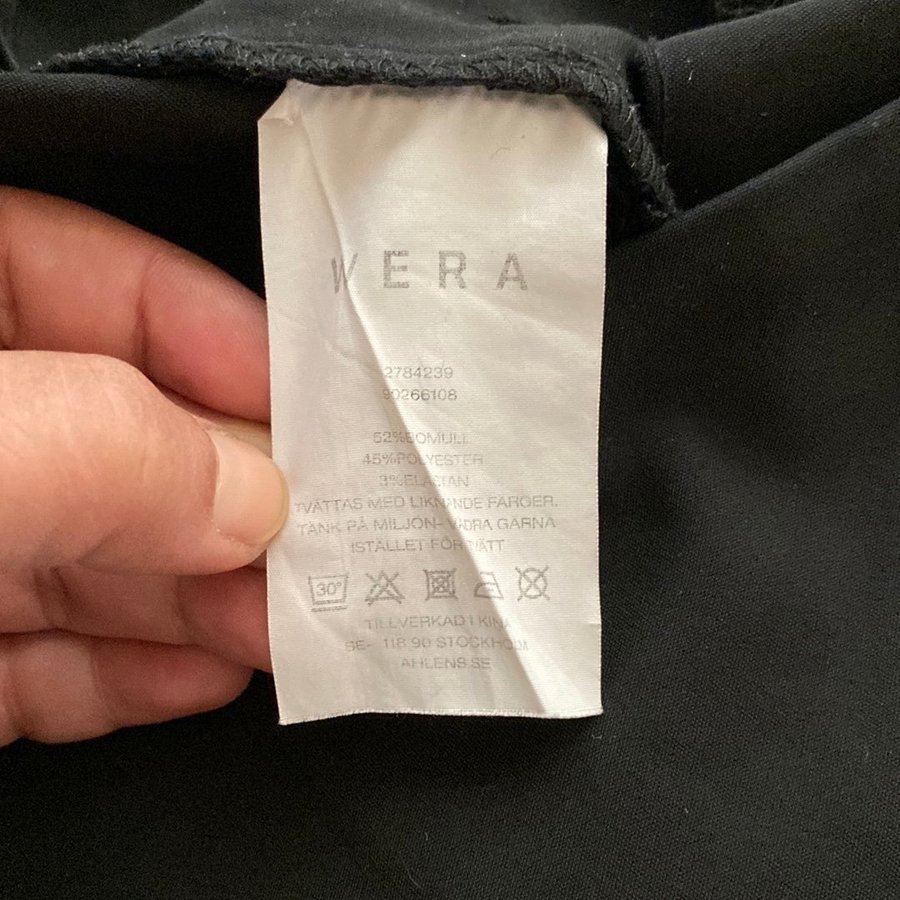 WERA
2784239
90266108
52%BOMULL
45%POLYESTER
3%ELASTAN
TVÄTTAS MED LIKNANDE FÄRGER.
TÄNK PÅ MILJÖN- VÄDRA GÄRNA
ISTÄLLET FÖR TVÄTT
30°
TILLVERKAD I KINA
SE- 118 90 STOCKHOLM
AHLENS.SE